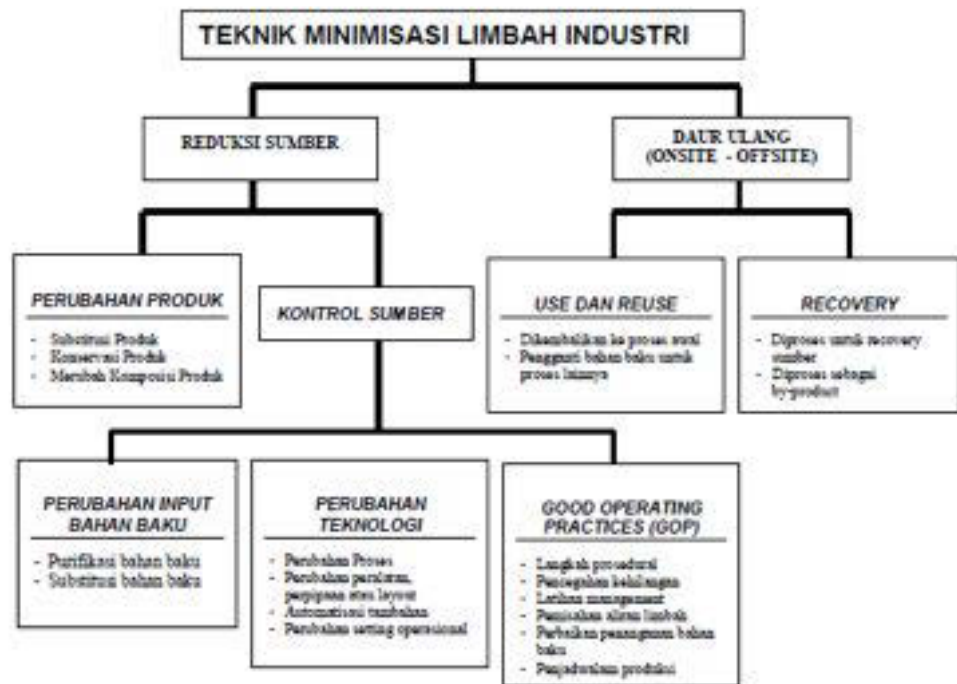 TEKNIK MINIMISASI LIMBAH INDUSTRI
REDUKSI SUMBER
DAUR ULANG
(ONSITE - OFFSITE)
PERUBAHAN PRODUK
- Substitusi Produk
- Konservasi Produk
- Merubah Komposisi Produk
KONTROL SUMBER
USE DAN REUSE
- Dikembalikan ke proses awal
- Pengganti bahan baku untuk
proses lainnya
RECOVERY
- Diproses untuk recovery
sumber
- Diproses sebagai
by-product
PERUBAHAN INPUT
BAHAN BAKU
- Purifikasi bahan baku
- Substitusi bahan baku
PERUBAHAN
TEKNOLOGI
- Perubahan Proses
- Perubahan peralatan,
perpipaan atau layout
- Automatisasi tambahan
- Perubahan setting operasional
GOOD OPERATING
PRACTICES (GOP)
- Langkah prosedural
- Pencegahan kehilangan
- Latihan management
- Pemisahan aliran limbah
- Perbaikan penanganan bahan
baku
- Penjadwalam produksi